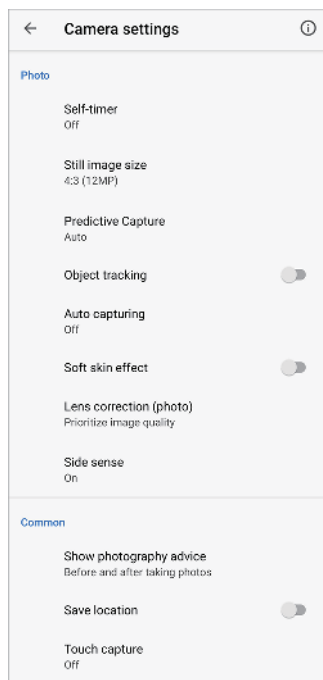 Camera settings
Photo
Self-timer
Off
Still image size
4:3 (12MP)
Predictive Capture
Auto
Object tracking
Auto capturing
Off
Soft skin effect
Lens correction (photo)
Prioritize image quality
Side sense
On
Common
Show photography advice
Before and after taking photos
Save location
Touch capture
Off